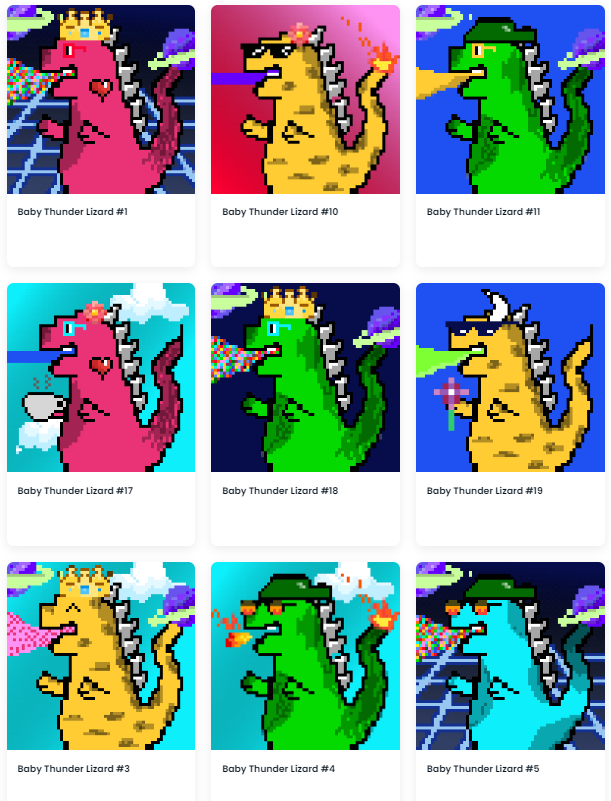 Baby Thunder Lizard #1
Baby Thunder Lizard #10
Baby Thunder Lizard #11
Baby Thunder Lizard #17
Baby Thunder Lizard #18
Baby Thunder Lizard #19
Baby Thunder Lizard #3
Baby Thunder Lizard #4
Baby Thunder Lizard #5